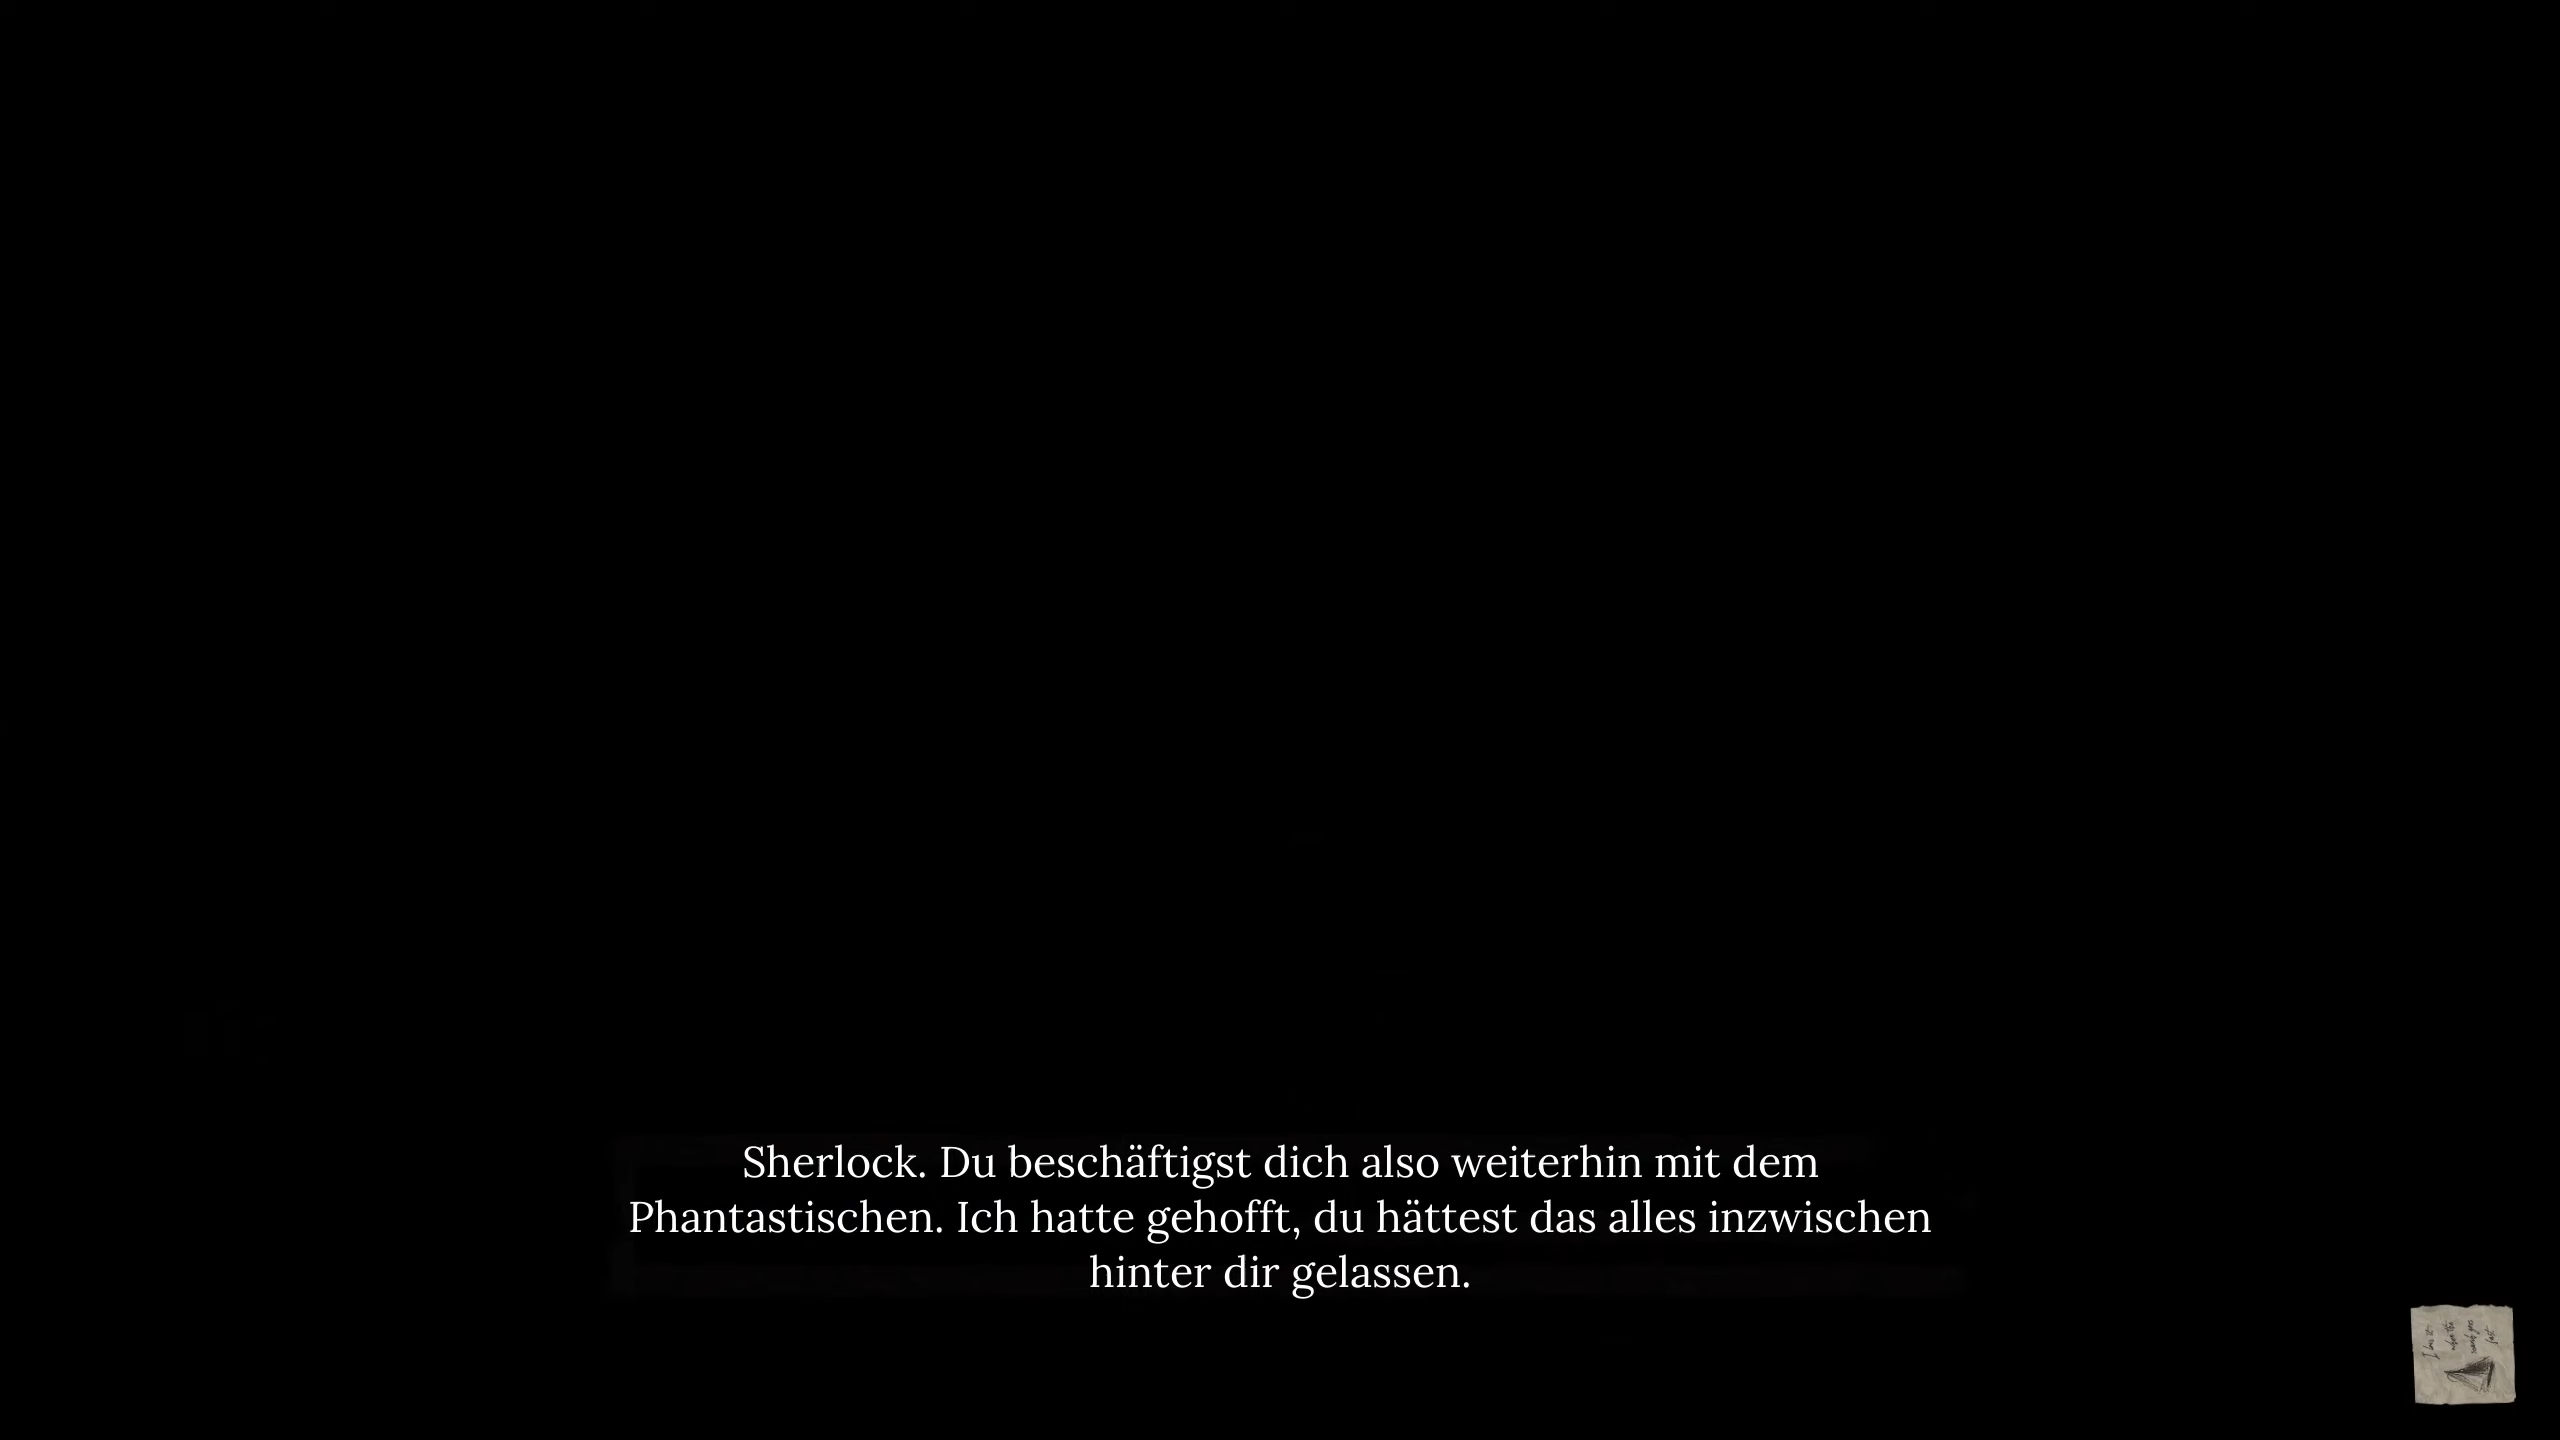 Sherlock. Du beschäftigst dich also weiterhin mit dem
Phantastischen. Ich hatte gehofft, du hättest das alles inzwischen
hinter dir gelassen.